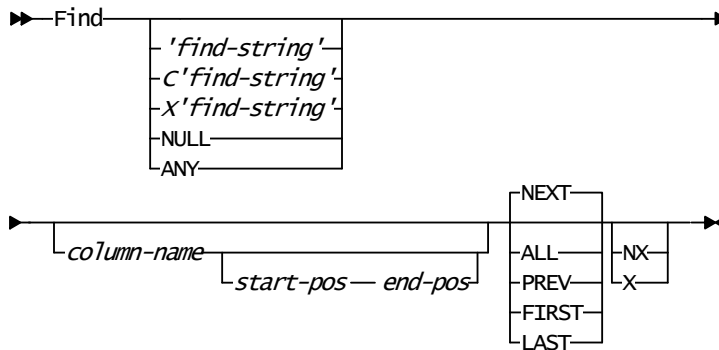 Find
'find-string'
C'find-string'
X'find-string'
NULL
ANY
NEXT
column-name
start-pos
end-pos
ALL
PREV
FIRST
LAST
NX
X